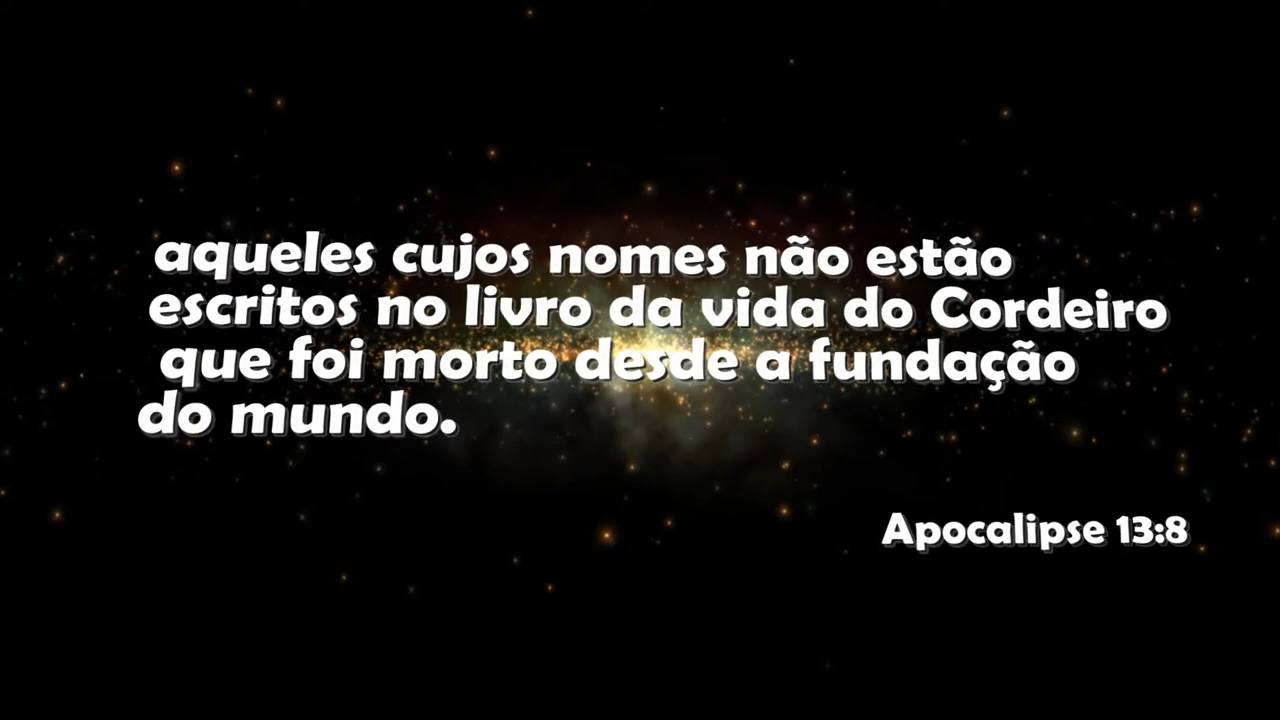 aqueles cujos nomes não estão
escritos no livro da vida do Cordeiro
que foi morto desde a fundação
do mundo.
Apocalipse 13:8